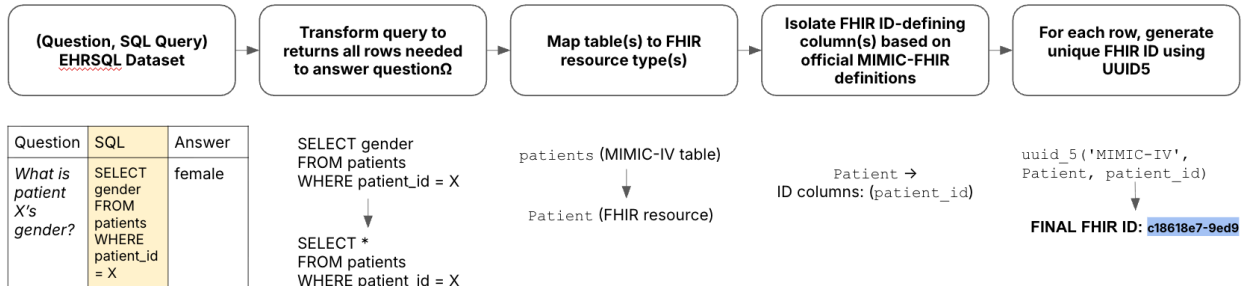 (Question, SQL Query)
EHRSQL Dataset
Transform query to
returns all rows needed
to answer questionΩ
Map table(s) to FHIR
resource type(s)
Isolate FHIR ID-defining
column(s) based on
official MIMIC-FHIR
definitions
For each row, generate
unique FHIR ID using
UUID5
Question
SQL
Answer
What is
patient
X's
gender?
SELECT
gender
FROM
patients
WHERE
patient_id
= X
female
SELECT gender
FROM patients
WHERE patient_id = X
SELECT *
FROM patients
WHERE patient_id = X
patients (MIMIC-IV table)
Patient (FHIR resource)
Patient →
ID columns: (patient_id)
uuid_5('MIMIC-IV',
Patient, patient_id)
FINAL FHIR ID: c18618e7-9ed9